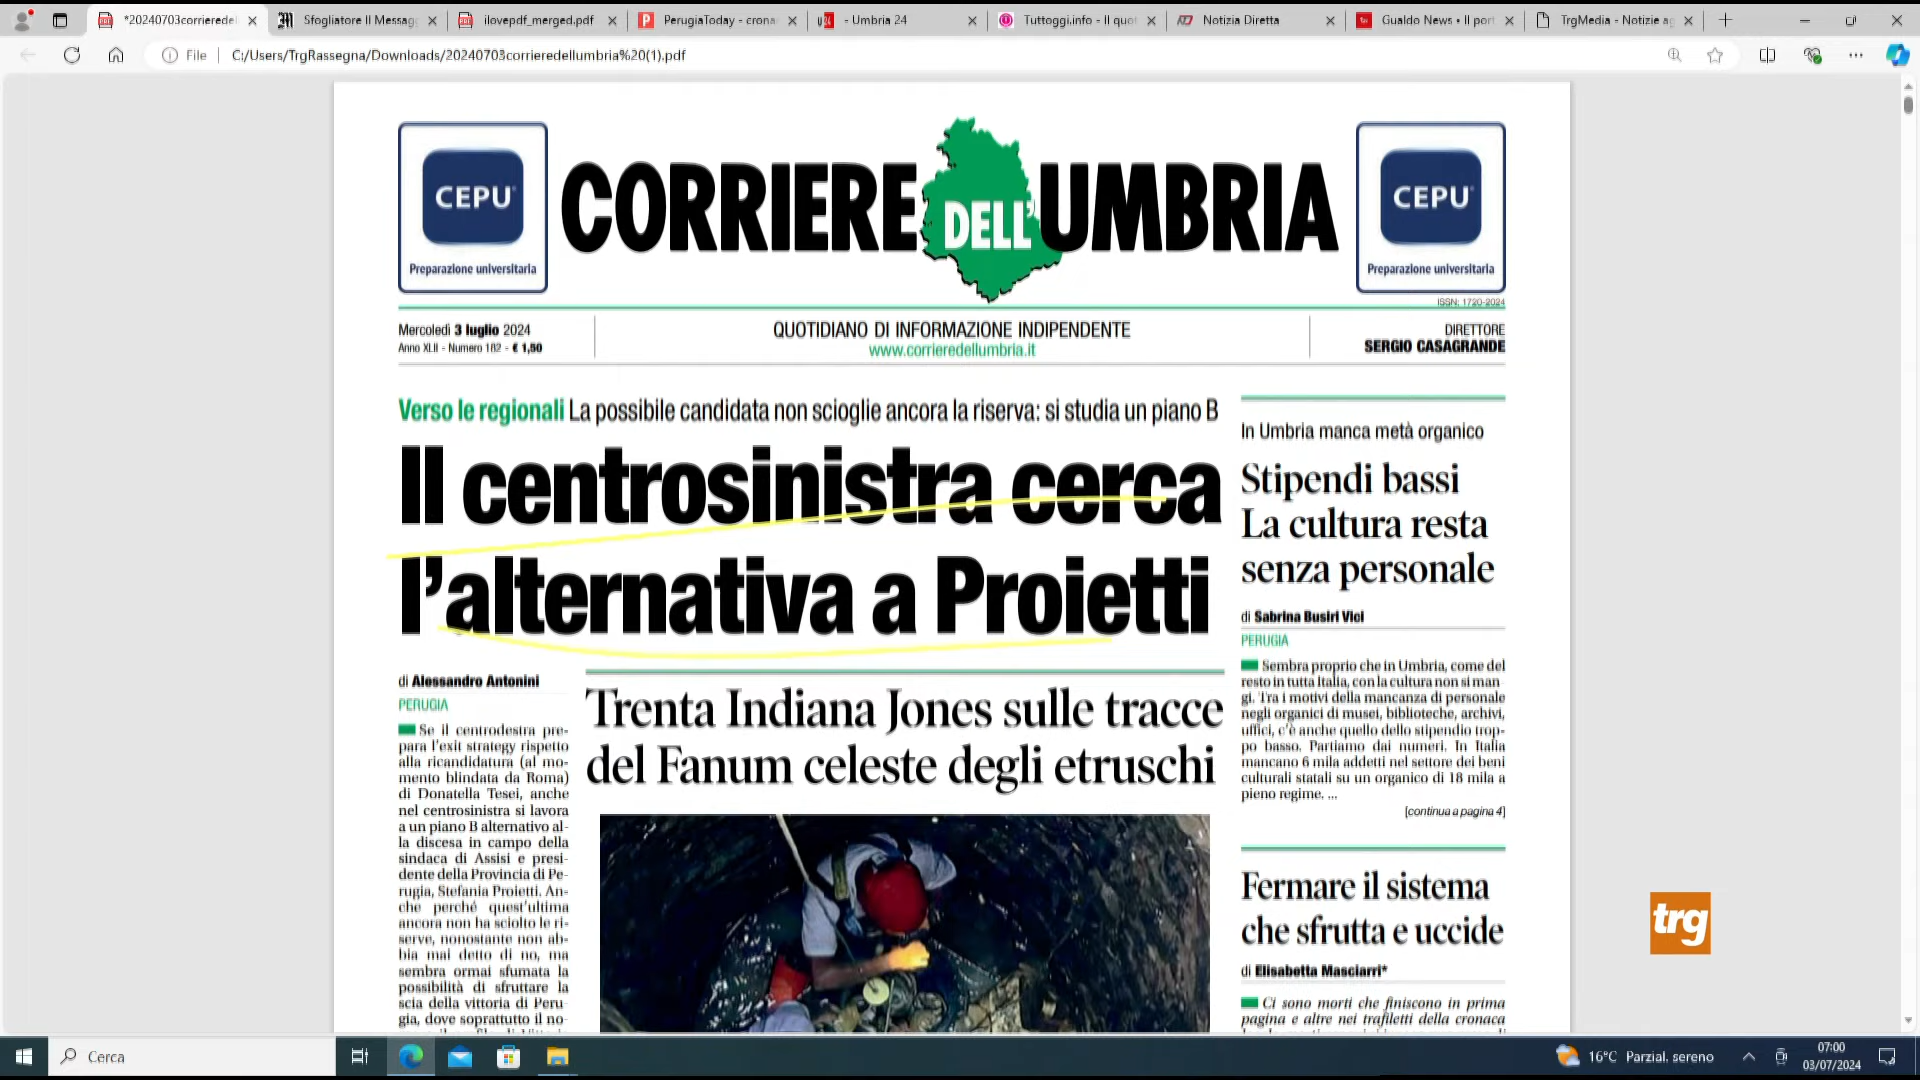 *20240703corrieredel
Sfogliatore Il Messag
ilovepdf_merged.pdf
PerugiaToday - crona
- Umbria 24
Tuttoggi.info - Il quot
Notizia Diretta
Gualdo News • Il port
TrgMedia - Notizie ag
File
C:/Users/TrgRassegna/Downloads/20240703corrieredellumbria%20(1).pdf
CEPU
Preparazione universitaria
CORRIERE DELL'UMBRIA
CEPU
Preparazione universitaria
ISSN: 1720-2024
Mercoledì 3 luglio 2024
Anno XLII - Numero 182 - € 1,50
QUOTIDIANO DI INFORMAZIONE INDIPENDENTE
www.corrieredellumbria.it
DIRETTORE
SERGIO CASAGRANDE
Verso le regionali La possibile candidata non scioglie ancora la riserva: si studia un piano B
Il centrosinistra cerca
l'alternativa a Proietti
di Alessandro Antonini
PERUGIA
Se il centrodestra pre-
para l'exit strategy rispetto
alla ricandidatura (al mo-
mento blindata da Roma)
di Donatella Tesei, anche
nel centrosinistra si lavora
a un piano B alternativo al-
la discesa in campo della
sindaca di Assisi e presi-
dente della Provincia di Pe-
rugia, Stefania Proietti. An-
che perché quest'ultima
ancora non ha sciolto le ri-
serve, nonostante non ab-
bia mai detto di no, ma
sembra ormai sfumata la
possibilità di sfruttare la
scia della vittoria di Peru-
gia, dove soprattutto il no-
Trenta Indiana Jones sulle tracce
del Fanum celeste degli etruschi
In Umbria manca metà organico
Stipendi bassi
La cultura resta
senza personale
di Sabrina Busiri Vici
PERUGIA
Sembra proprio che in Umbria, come del
resto in tutta Italia, con la cultura non si man-
gi. Tra i motivi della mancanza di personale
negli organici di musei, biblioteche, archivi,
uffici, c'è anche quello dello stipendio trop-
po basso. Partiamo dai numeri. In Italia
mancano 6 mila addetti nel settore dei beni
culturali statali su un organico di 18 mila a
pieno regime. ...
[continua a pagina 4]
Fermare il sistema
che sfrutta e uccide
di Elisabetta Masciarri*
Ci sono morti che finiscono in prima
pagina e altre nei trafiletti della cronaca
trg
Cerca
16°C Parzial. sereno
07:00
03/07/2024